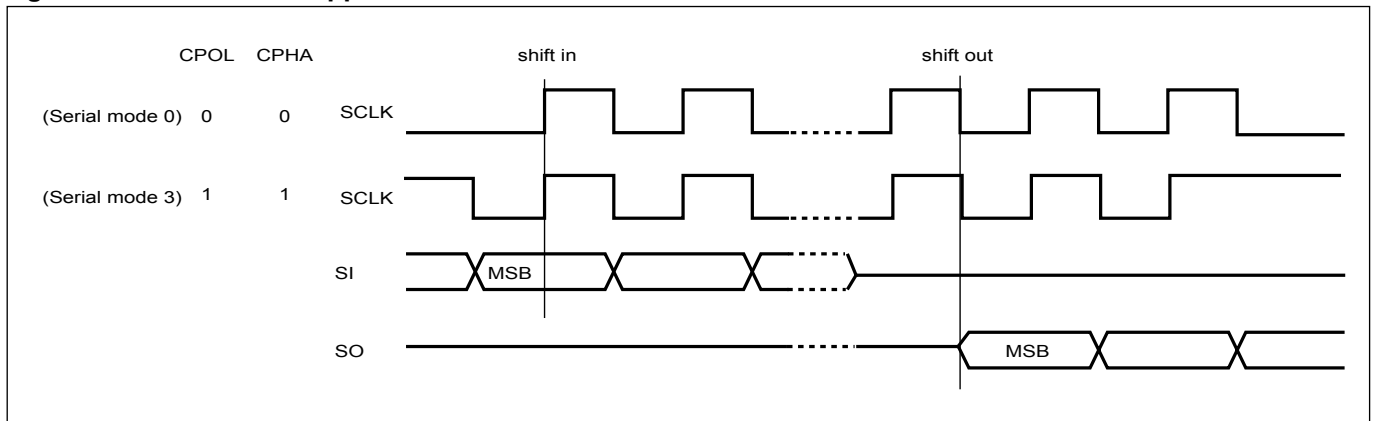 CPOL CPHA shift in shift out
(Serial mode 0) 0 0 SCLK
(Serial mode 3) 1 1 SCLK
SI MSB
SO MSB